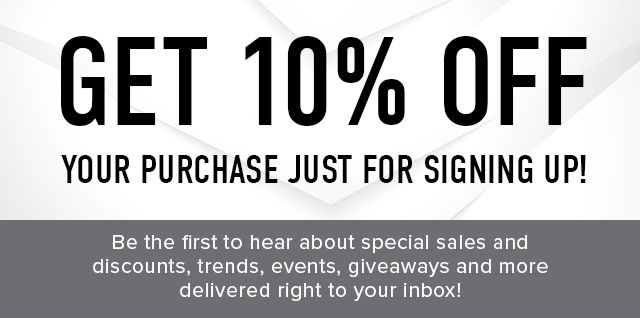 GET 10% OFF
YOUR PURCHASE JUST FOR SIGNING UP!
Be the first to hear about special sales and
discounts, trends, events, giveaways and more
delivered right to your inbox!